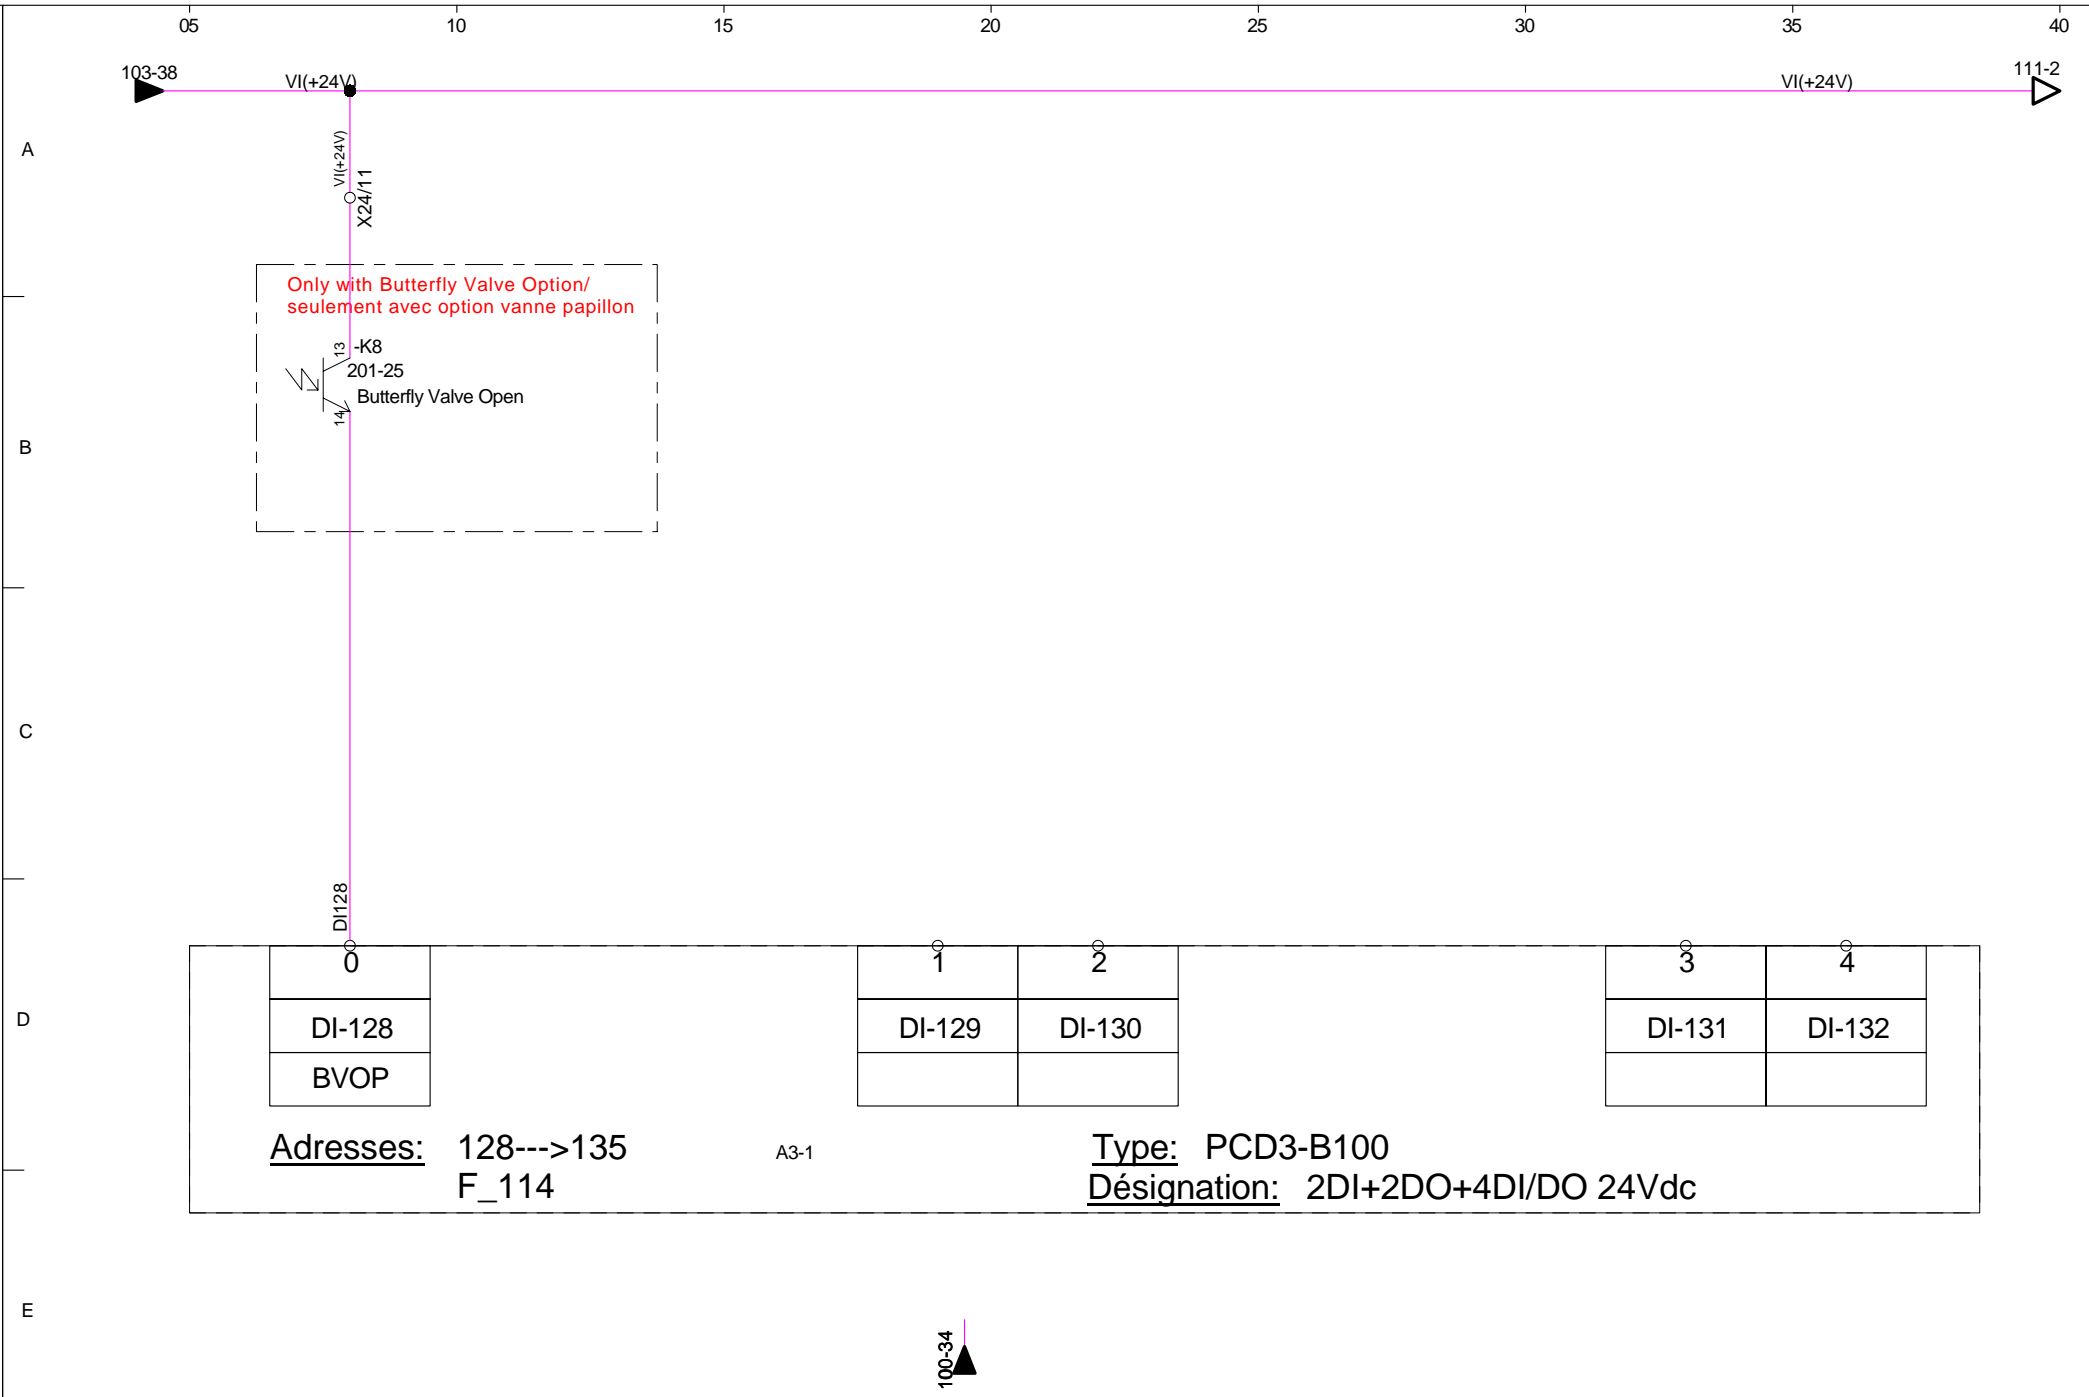 05 10 15 20 25 30 35 40
103-38 VI(+24V) VI(+24V) 111-2
A
VI(+24V)
X24/11
Only with Butterfly Valve Option/
seulement avec option vanne papillon
13 -K8
201-25
Butterfly Valve Open
14
B
C
DI128
0 1 2 3 4
D
DI-128 DI-129 DI-130 DI-131 DI-132
BVOP
Adresses: 128--->135 A3-1 Type: PCD3-B100
F_114 Désignation: 2DI+2DO+4DI/DO 24Vdc
E
100-34